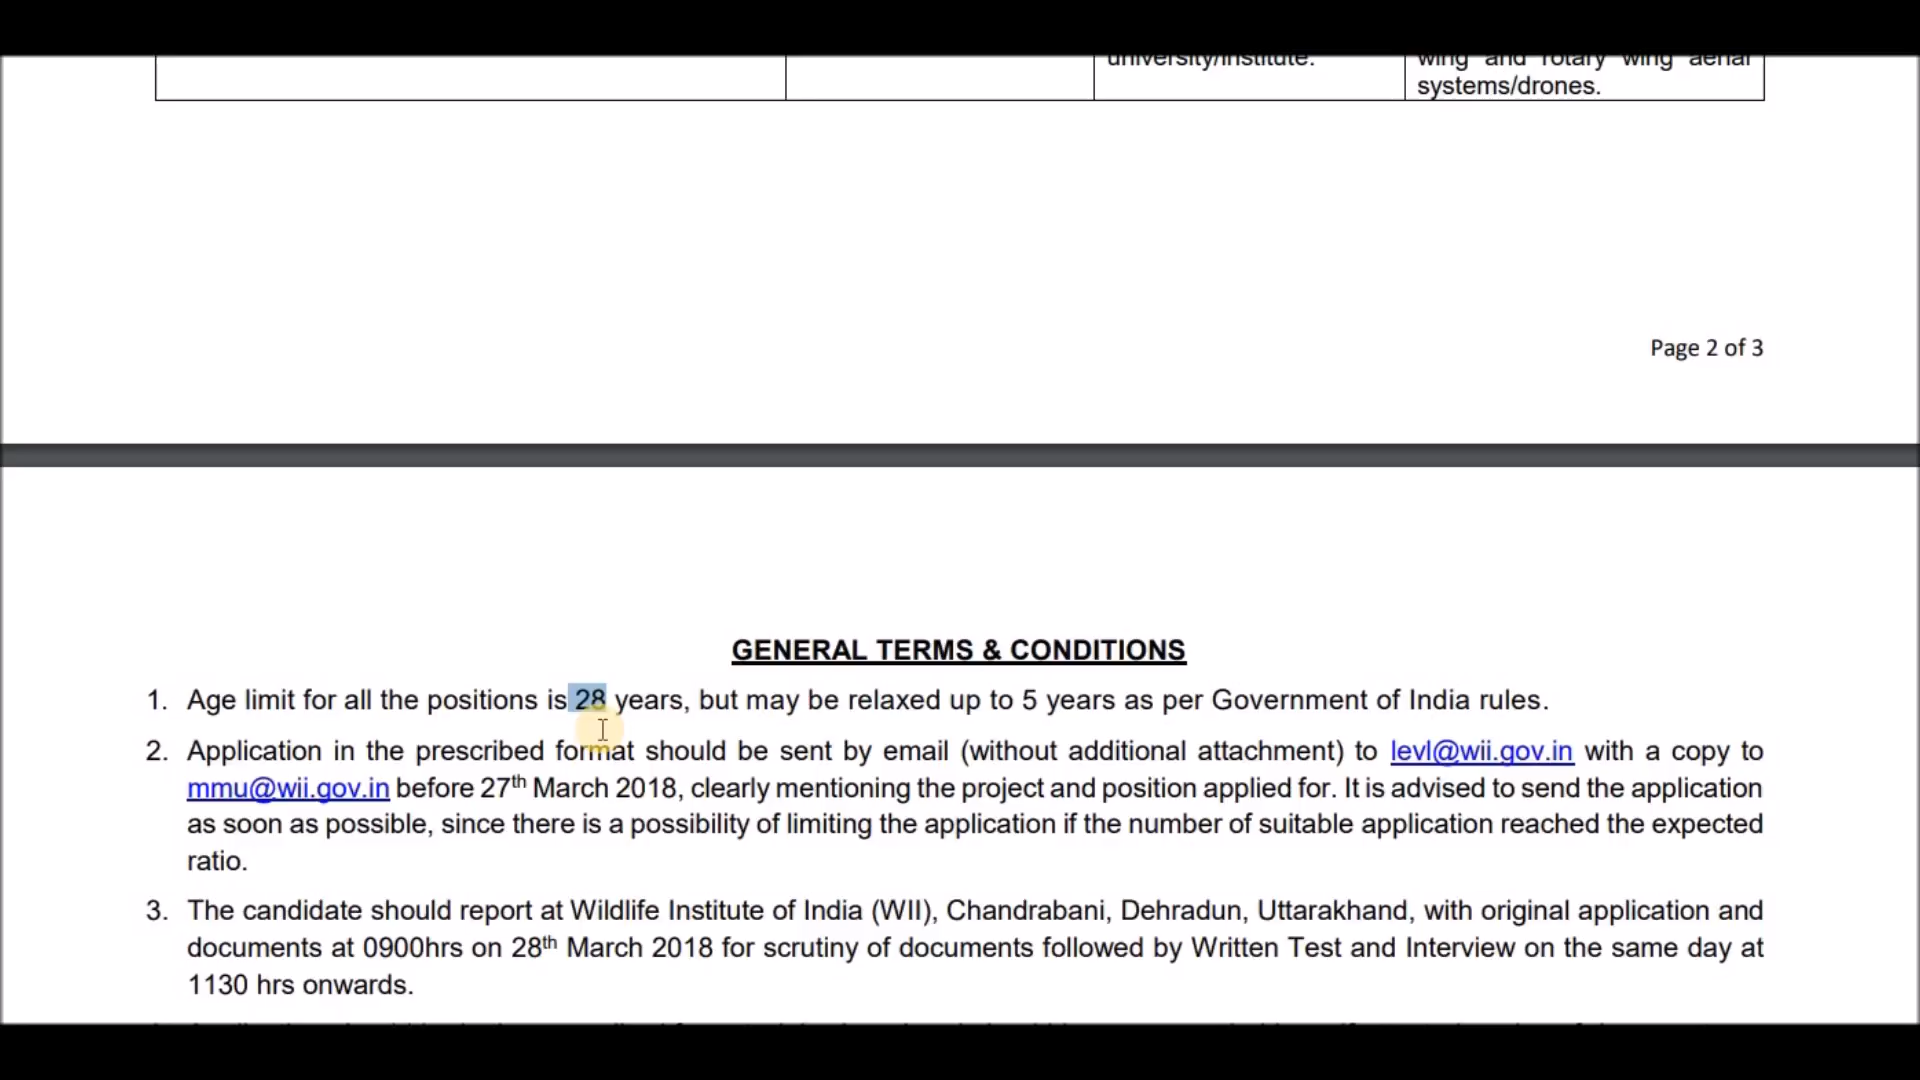 university/institute.
wing and rotary wing aerial
systems/drones.
Page 2 of 3
GENERAL TERMS & CONDITIONS
1. Age limit for all the positions is 28 years, but may be relaxed up to 5 years as per Government of India rules.
2. Application in the prescribed format should be sent by email (without additional attachment) to levl@wii.gov.in with a copy to
mmu@wii.gov.in before 27th March 2018, clearly mentioning the project and position applied for. It is advised to send the application
as soon as possible, since there is a possibility of limiting the application if the number of suitable application reached the expected
ratio.
3. The candidate should report at Wildlife Institute of India (WII), Chandrabani, Dehradun, Uttarakhand, with original application and
documents at 0900hrs on 28th March 2018 for scrutiny of documents followed by Written Test and Interview on the same day at
1130 hrs onwards.